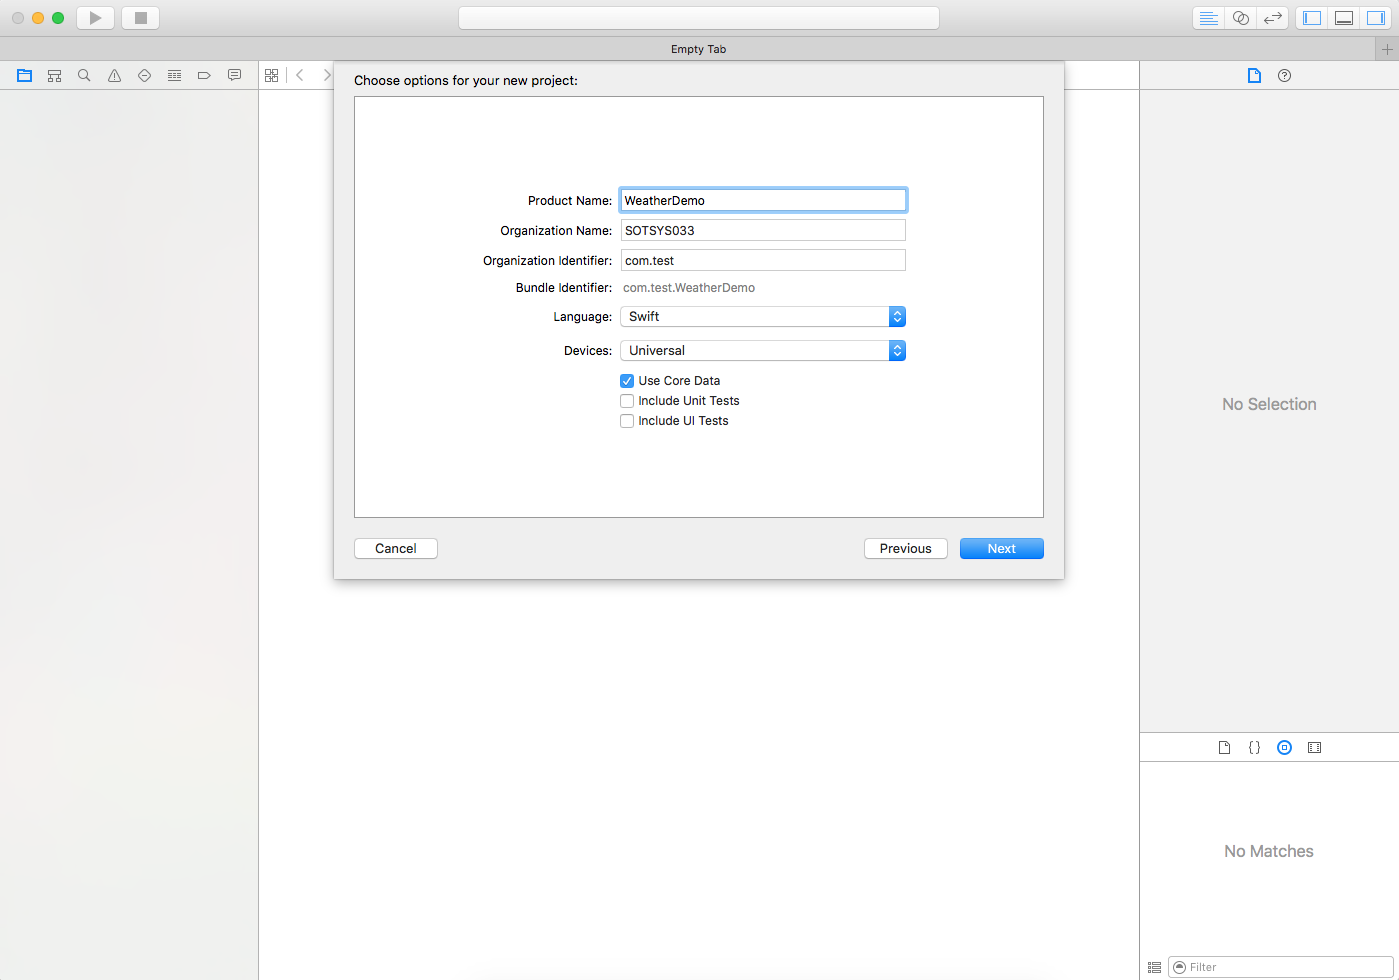 Empty Tab
Choose options for your new project:
Product Name: WeatherDemo
Organization Name: SOTSYS033
Organization Identifier: com.test
Bundle Identifier: com.test.WeatherDemo
Language: Swift
Devices: Universal
Use Core Data
Include Unit Tests
Include UI Tests
Cancel Previous Next
No Selection
No Matches
Filter